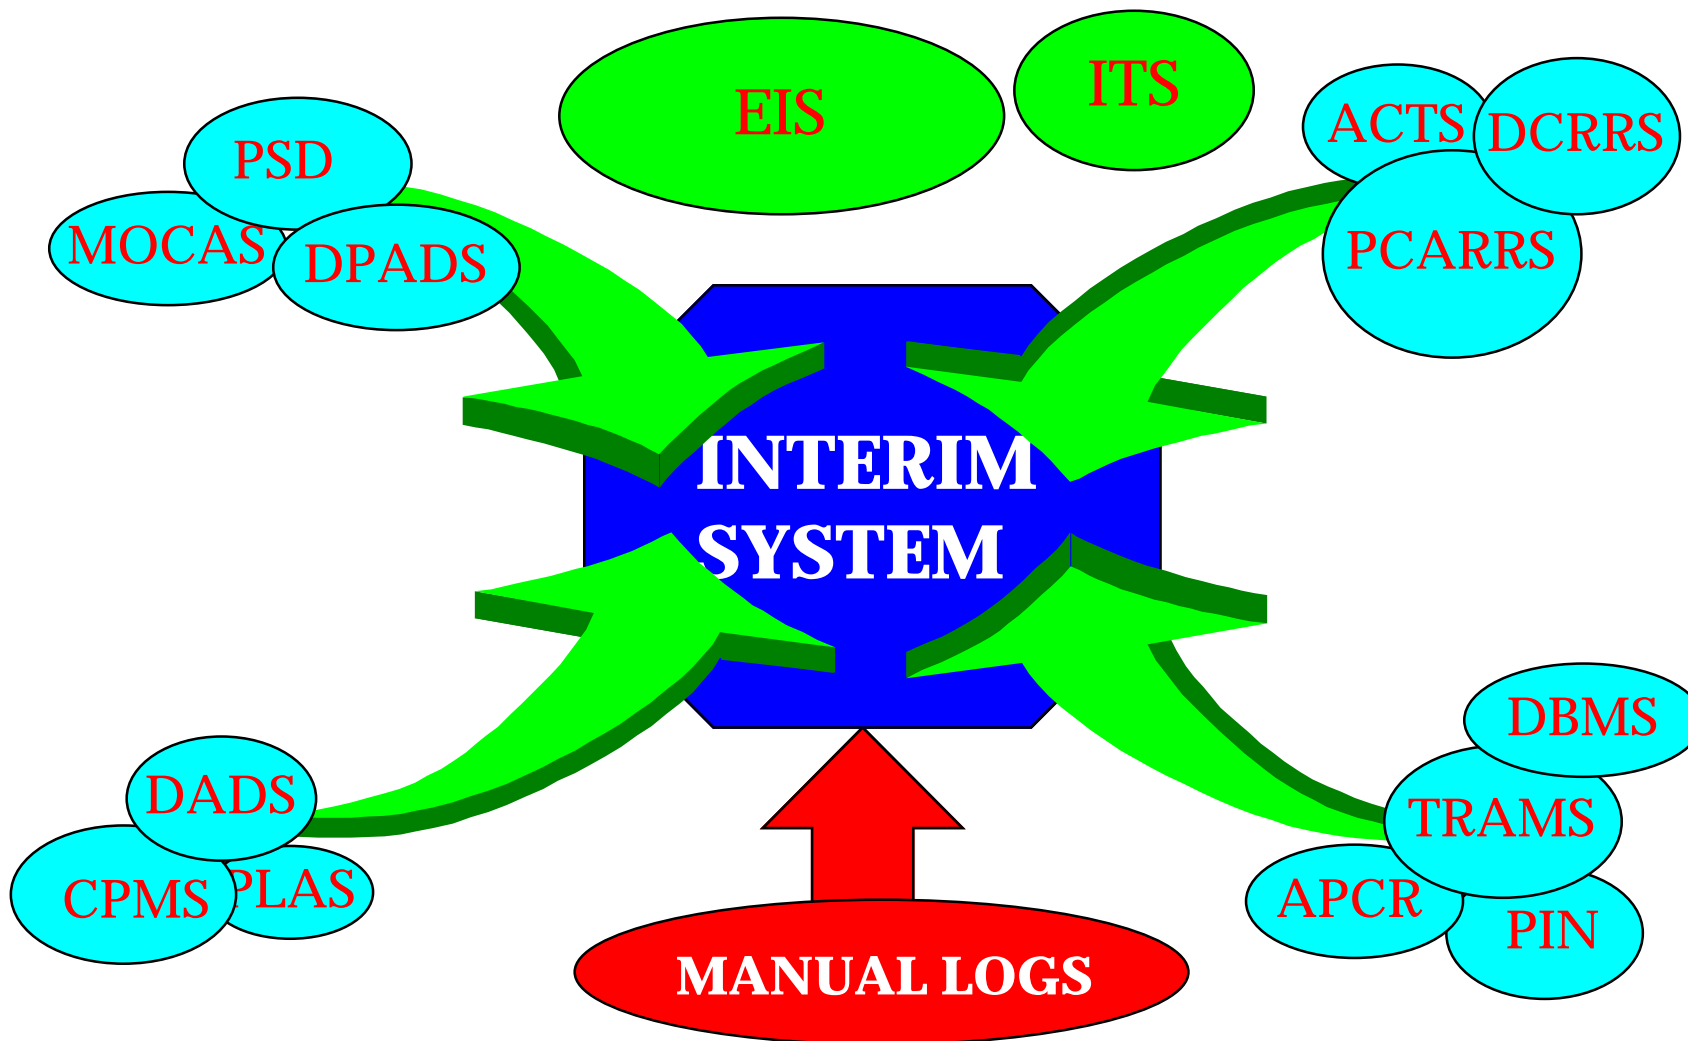 EIS
ITS
PSD
MOCAS
DPADS
ACTS
DCRRS
PCARRS
INTERIM
SYSTEM
DADS
CPMS
PLAS
DBMS
TRAMS
APCR
PIN
MANUAL LOGS